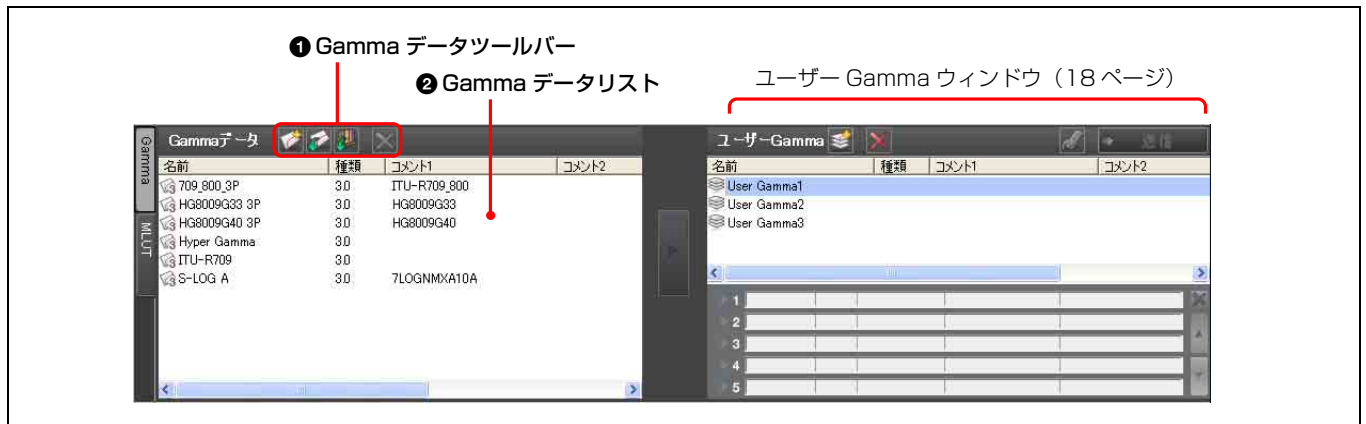 ❶ Gamma データツールバー
❷ Gamma データリスト
ユーザー Gamma ウィンドウ（18 ページ）
Gamma
MLUT
Gammaデータ
名前 種類 コメント1 コメント2
709_800_3P 3.0 ITU-R709_800
HG8009G33 3P 3.0 HG8009G33
HG8009G40 3P 3.0 HG8009G40
Hyper Gamma 3.0
ITU-R709 3.0
S-LOG A 3.0 7LOGNMXA10A
ユーザーGamma 送信
名前 種類 コメント1 コメント2
User Gamma1
User Gamma2
User Gamma3
1
2
3
4
5